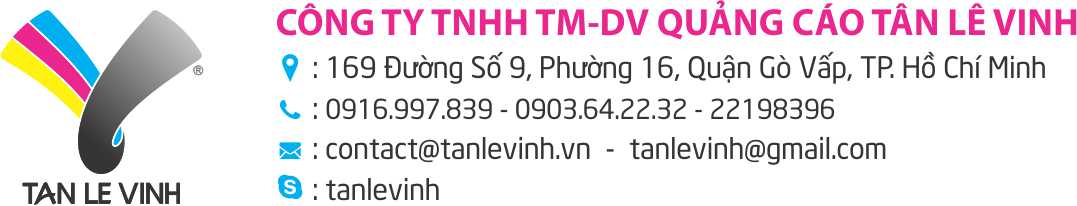 CÔNG TY TNHH TM-DV QUẢNG CÁO TÂN LÊ VINH
: 169 Đường Số 9, Phường 16, Quận Gò Vấp, TP. Hồ Chí Minh
: 0916.997.839 - 0903.64.22.32 - 22198396
: contact@tanlevinh.vn - tanlevinh@gmail.com
S : tanlevinh
®
TAN LE VINH